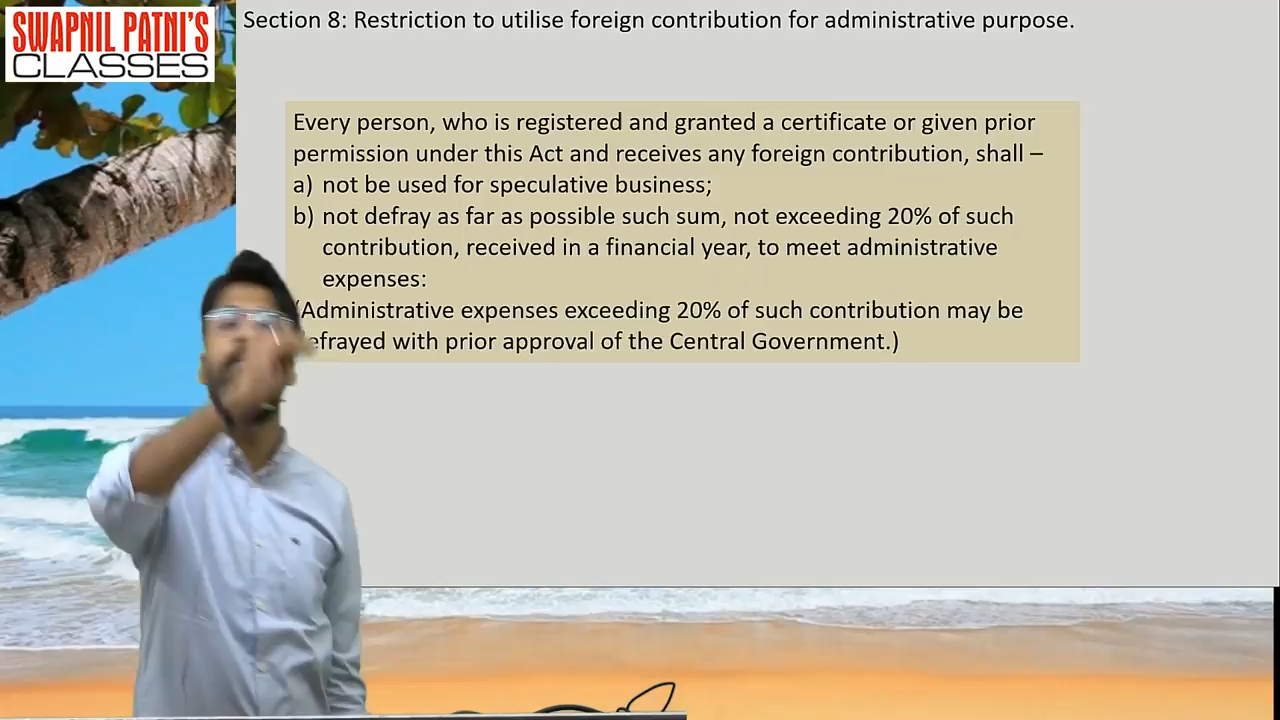 SWAPNIL PATNI'S
CLASSES
Section 8: Restriction to utilise foreign contribution for administrative purpose.
Every person, who is registered and granted a certificate or given prior
permission under this Act and receives any foreign contribution, shall –
a) not be used for speculative business;
b) not defray as far as possible such sum, not exceeding 20% of such
contribution, received in a financial year, to meet administrative
expenses:
(Administrative expenses exceeding 20% of such contribution may be
efrayed with prior approval of the Central Government.)